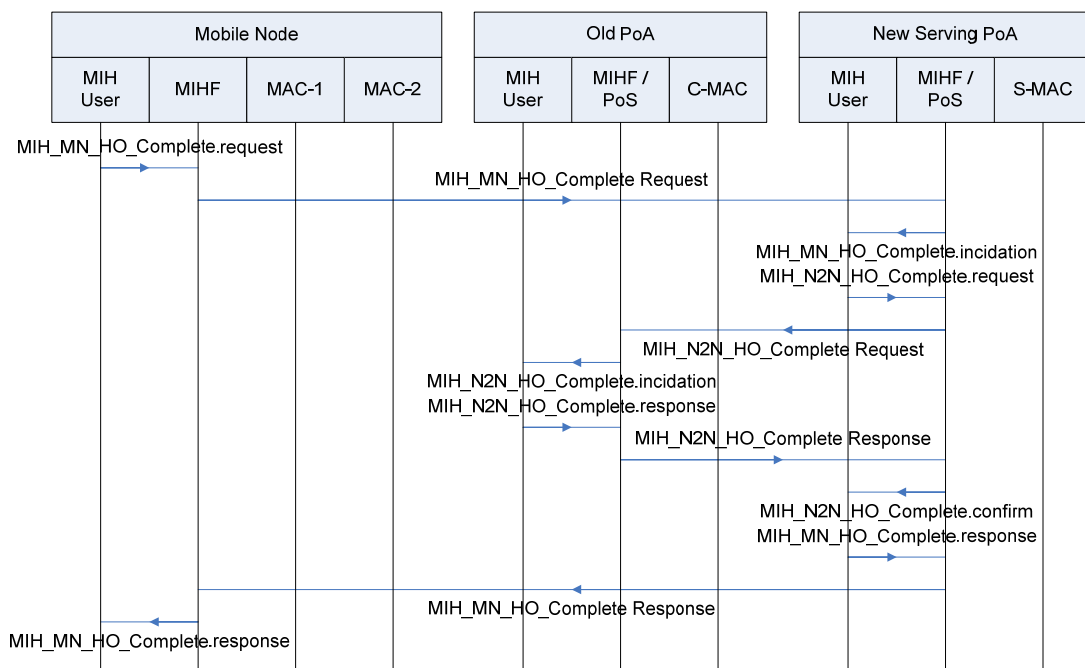 Mobile Node
Old PoA
New Serving PoA
MIH
User
MIHF
MAC-1
MAC-2
MIH
User
MIHF /
PoS
C-MAC
MIH
User
MIHF /
PoS
S-MAC
MIH_MN_HO_Complete.request
MIH_MN_HO_Complete Request
MIH_MN_HO_Complete.incidation
MIH_N2N_HO_Complete.request
MIH_N2N_HO_Complete Request
MIH_N2N_HO_Complete.incidation
MIH_N2N_HO_Complete.response
MIH_N2N_HO_Complete Response
MIH_N2N_HO_Complete.confirm
MIH_MN_HO_Complete.response
MIH_MN_HO_Complete Response
MIH_MN_HO_Complete.response